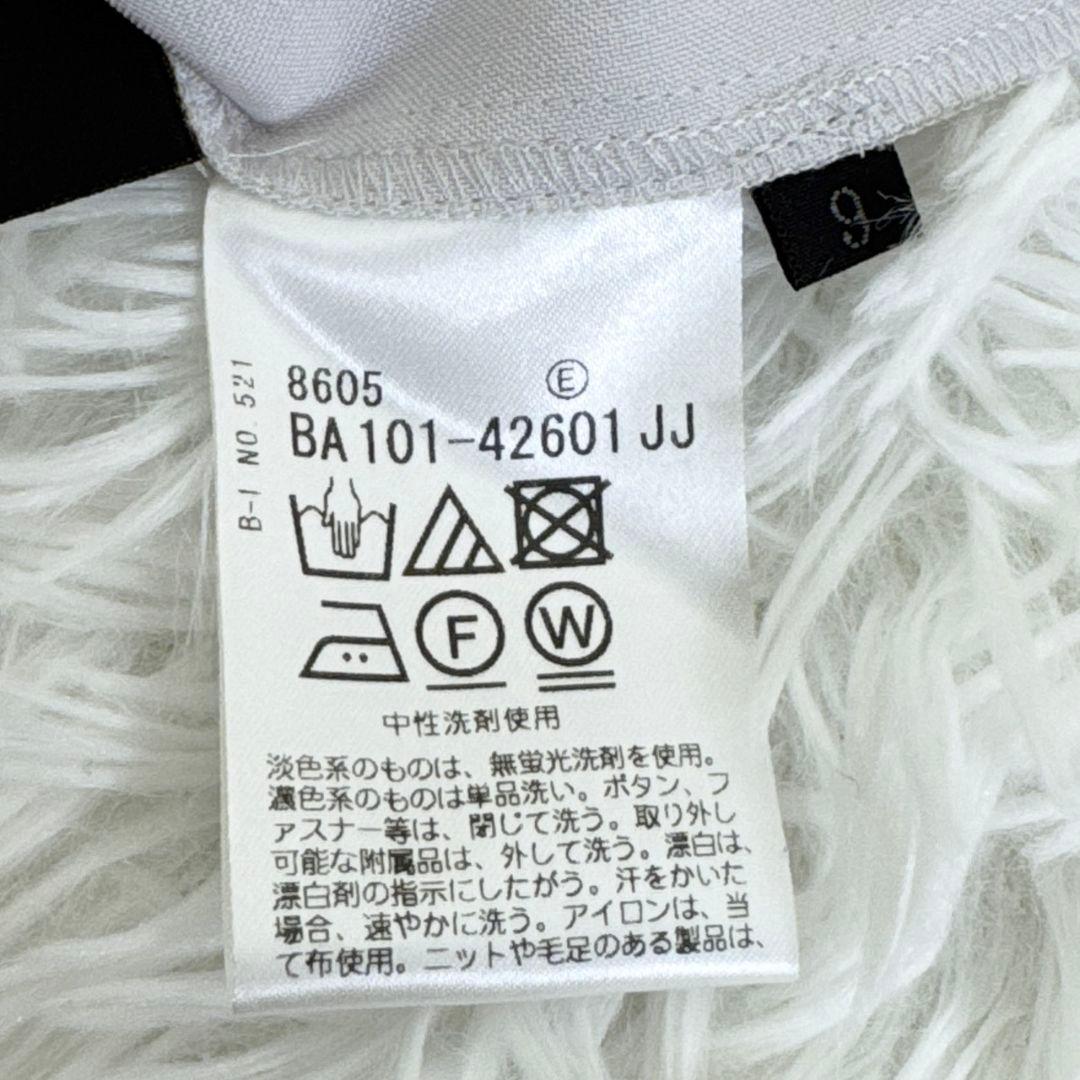 9
B-1 NO. 521
8605 Ⓔ
BA101-42601 JJ
F W
中性洗剤使用
淡色系のものは、無蛍光洗剤を使用。
濃色系のものは単品洗い。ボタン、フ
ァスナー等は、閉じて洗う。取り外し
可能な附属品は、外して洗う。漂白は、
漂白剤の指示にしたがう。汗をかいた
場合、速やかに洗う。アイロンは、当
て布使用。ニットや毛足のある製品は、